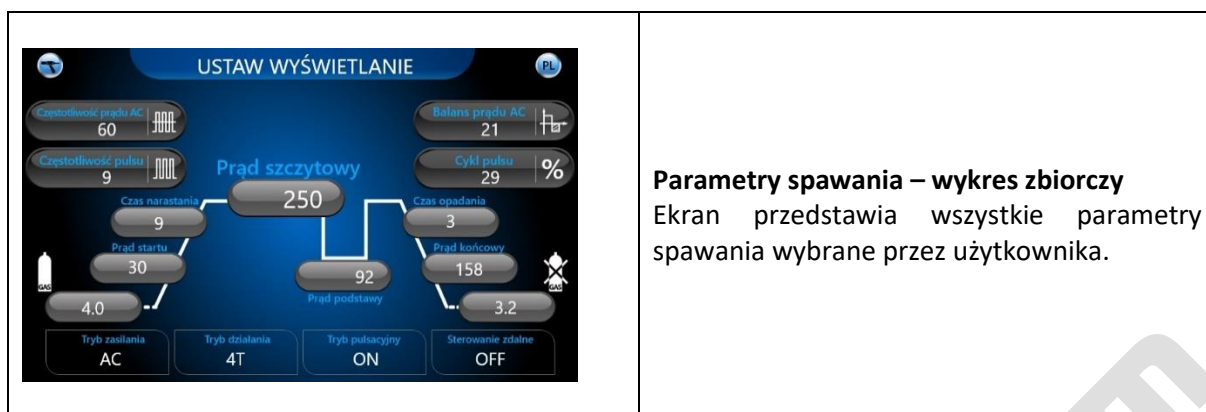 USTAW WYŚWIETLANIE
PL
Częstotliwość prądu AC
60
Balans prądu AC
21
Częstotliwość pulsu
9
Cykl pulsu
29
%
Prąd szczytowy
250
Czas narastania
9
Czas opadania
3
Prąd startu
30
Prąd końcowy
158
92
Prąd podstawy
GAS
GAS
4.0
3.2
Tryb zasilania
AC
Tryb działania
4T
Tryb pulsacyjny
ON
Sterowanie zdalne
OFF
Parametry spawania – wykres zbiorczy
Ekran przedstawia wszystkie parametry
spawania wybrane przez użytkownika.